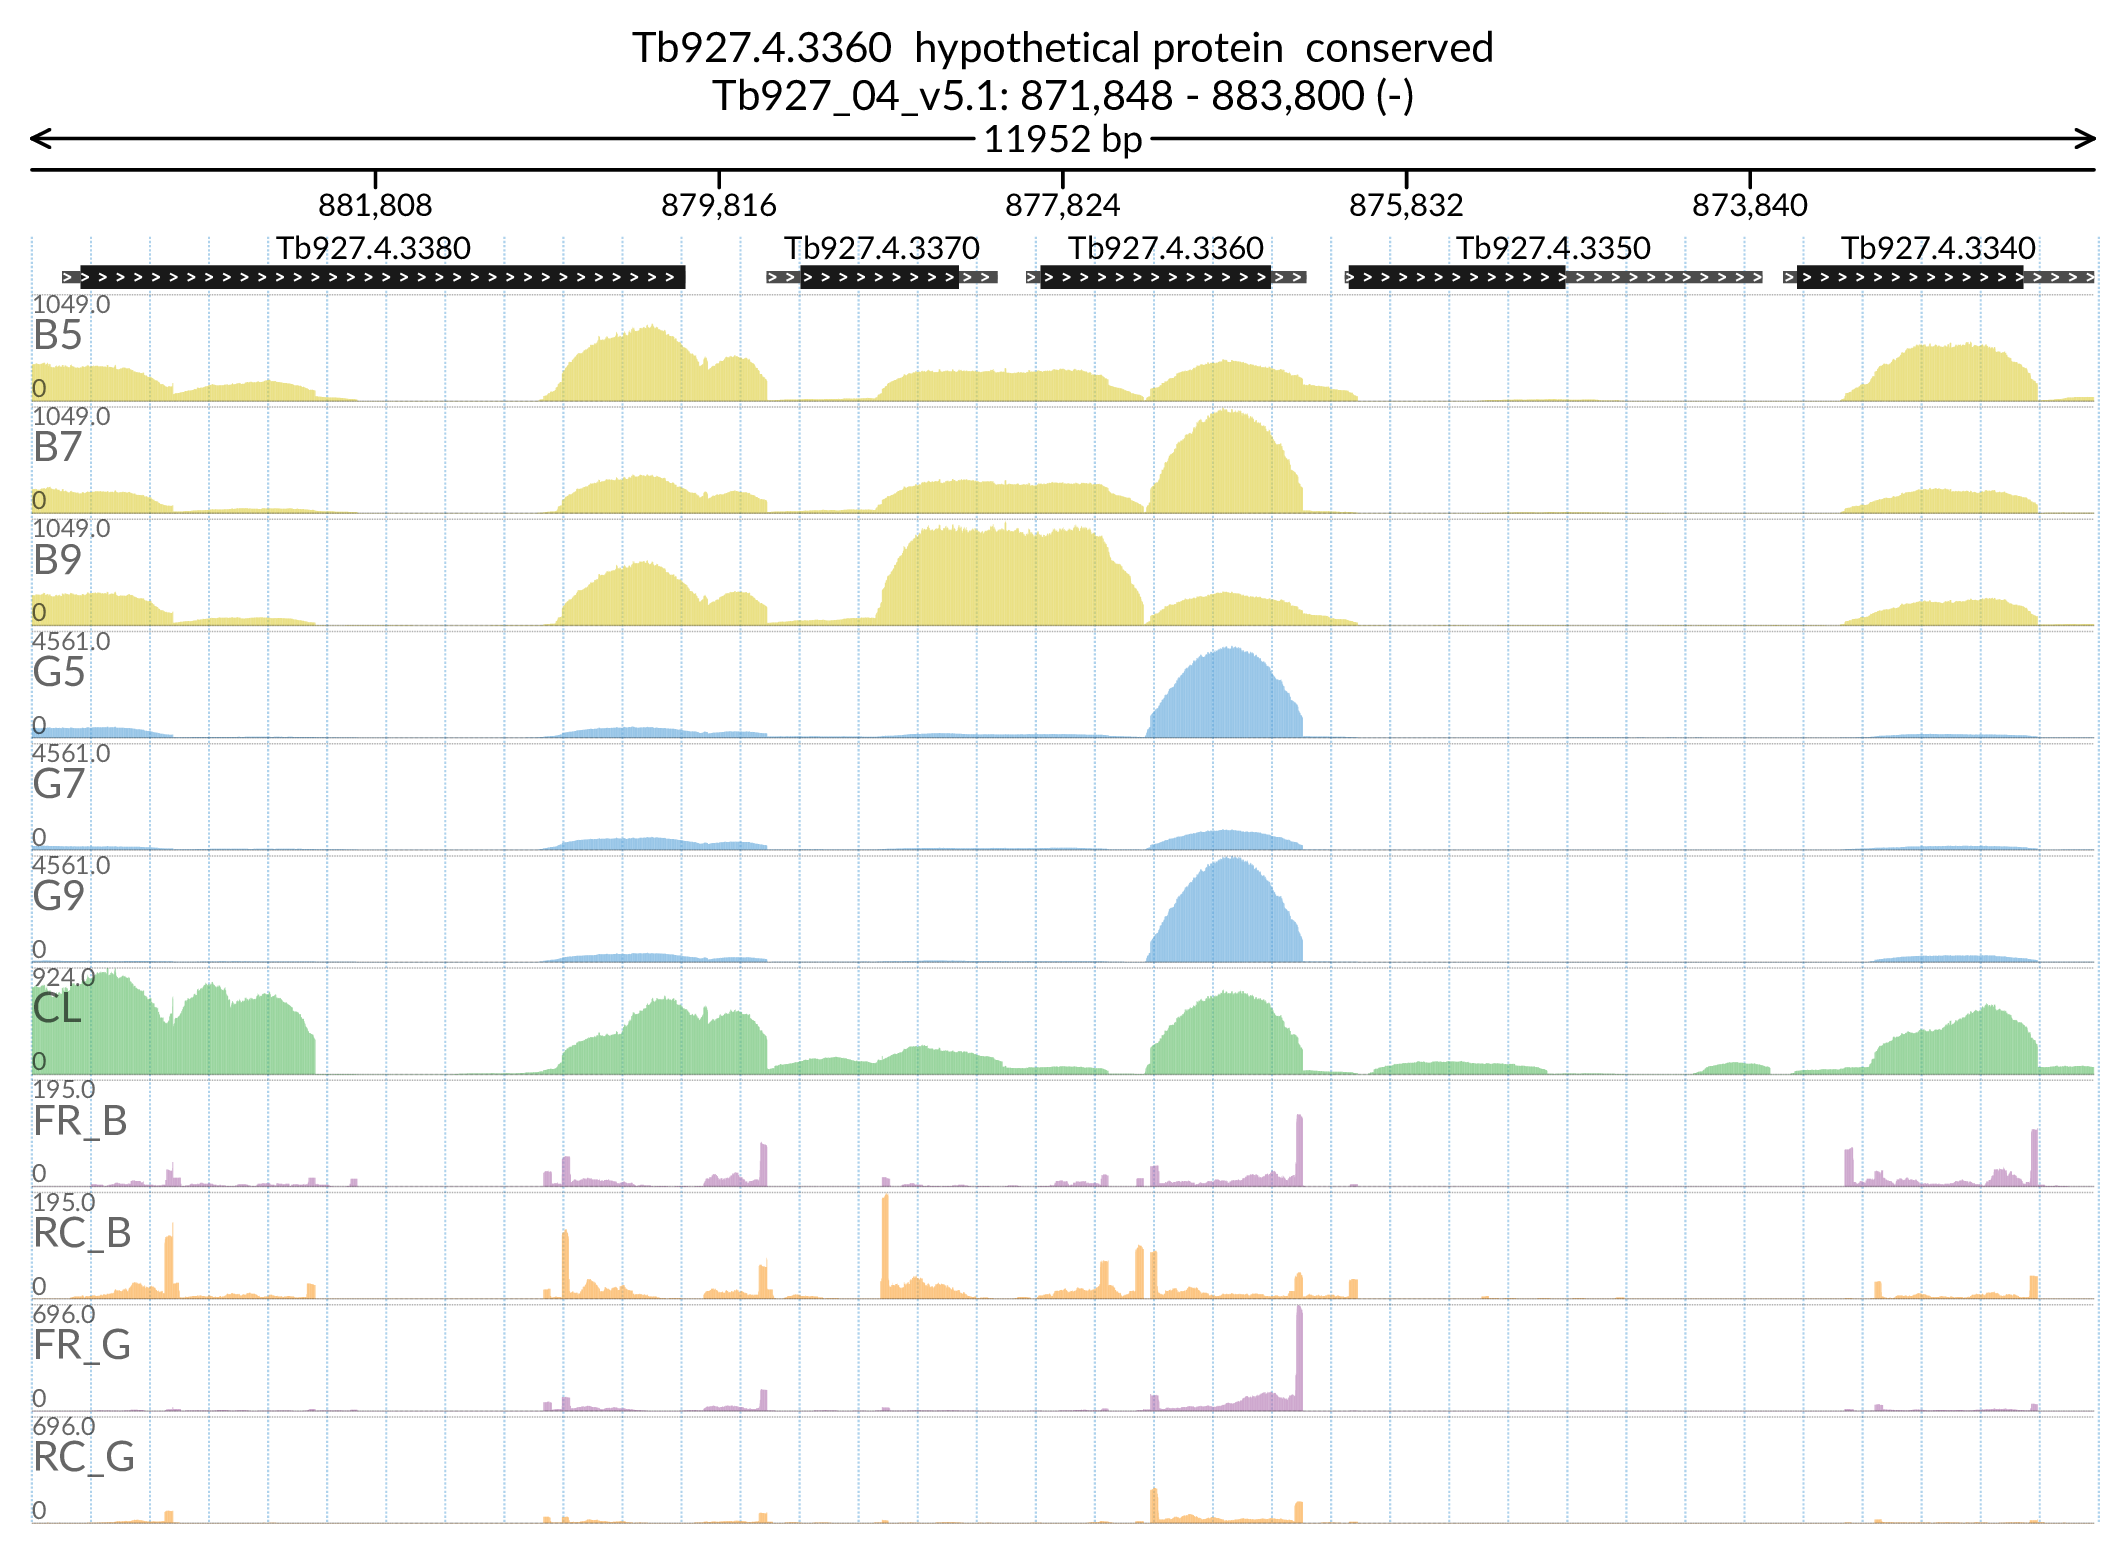 Tb927.4.3360 hypothetical protein conserved
Tb927_04_v5.1: 871,848 - 883,800 (-)
11952 bp
881,808 879,816 877,824 875,832 873,840
Tb927.4.3380 Tb927.4.3370 Tb927.4.3360 Tb927.4.3350 Tb927.4.3340
1049.0
B5
0
1049.0
B7
0
1049.0
B9
0
4561.0
G5
0
4561.0
G7
0
4561.0
G9
0
924.0
CL
0
195.0
FR_B
0
195.0
RC_B
0
696.0
FR_G
0
696.0
RC_G
0